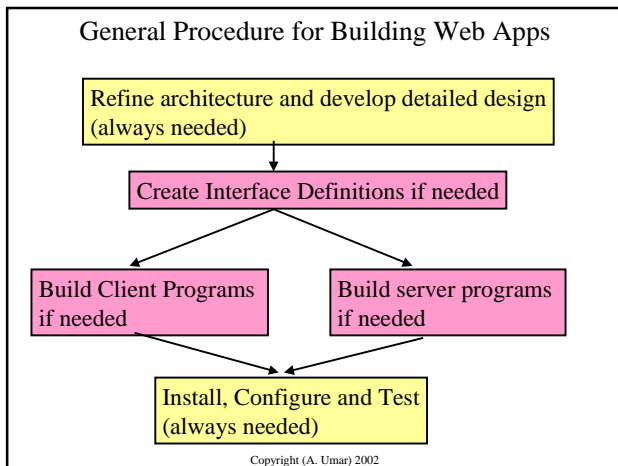 General Procedure for Building Web Apps
Refine architecture and develop detailed design
(always needed)
Create Interface Definitions if needed
Build Client Programs
if needed
Build server programs
if needed
Install, Configure and Test
(always needed)
Copyright (A. Umar) 2002